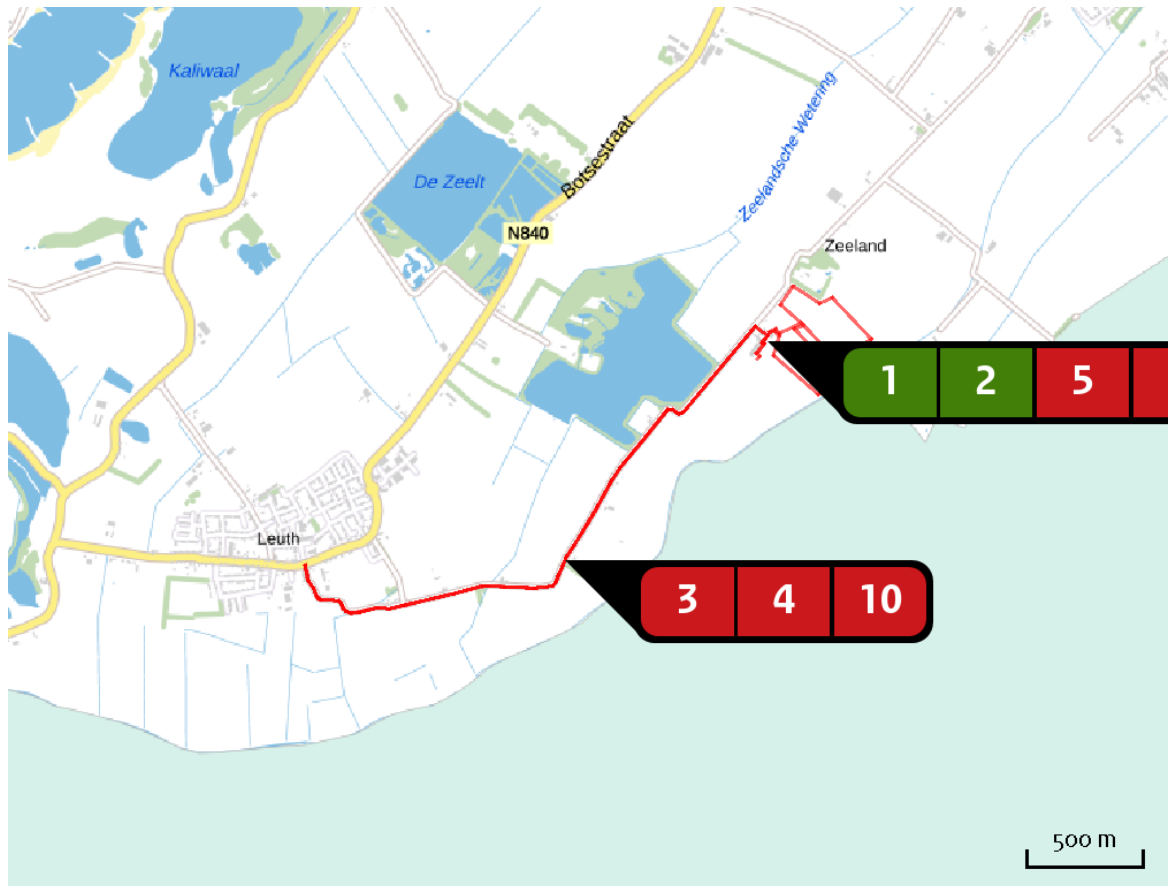 Kaliwaal
De Zeelt
Botsestraat
N840
Zeelandsche Wetering
Zeeland
1 2 5
Leuth
3 4 10
500 m